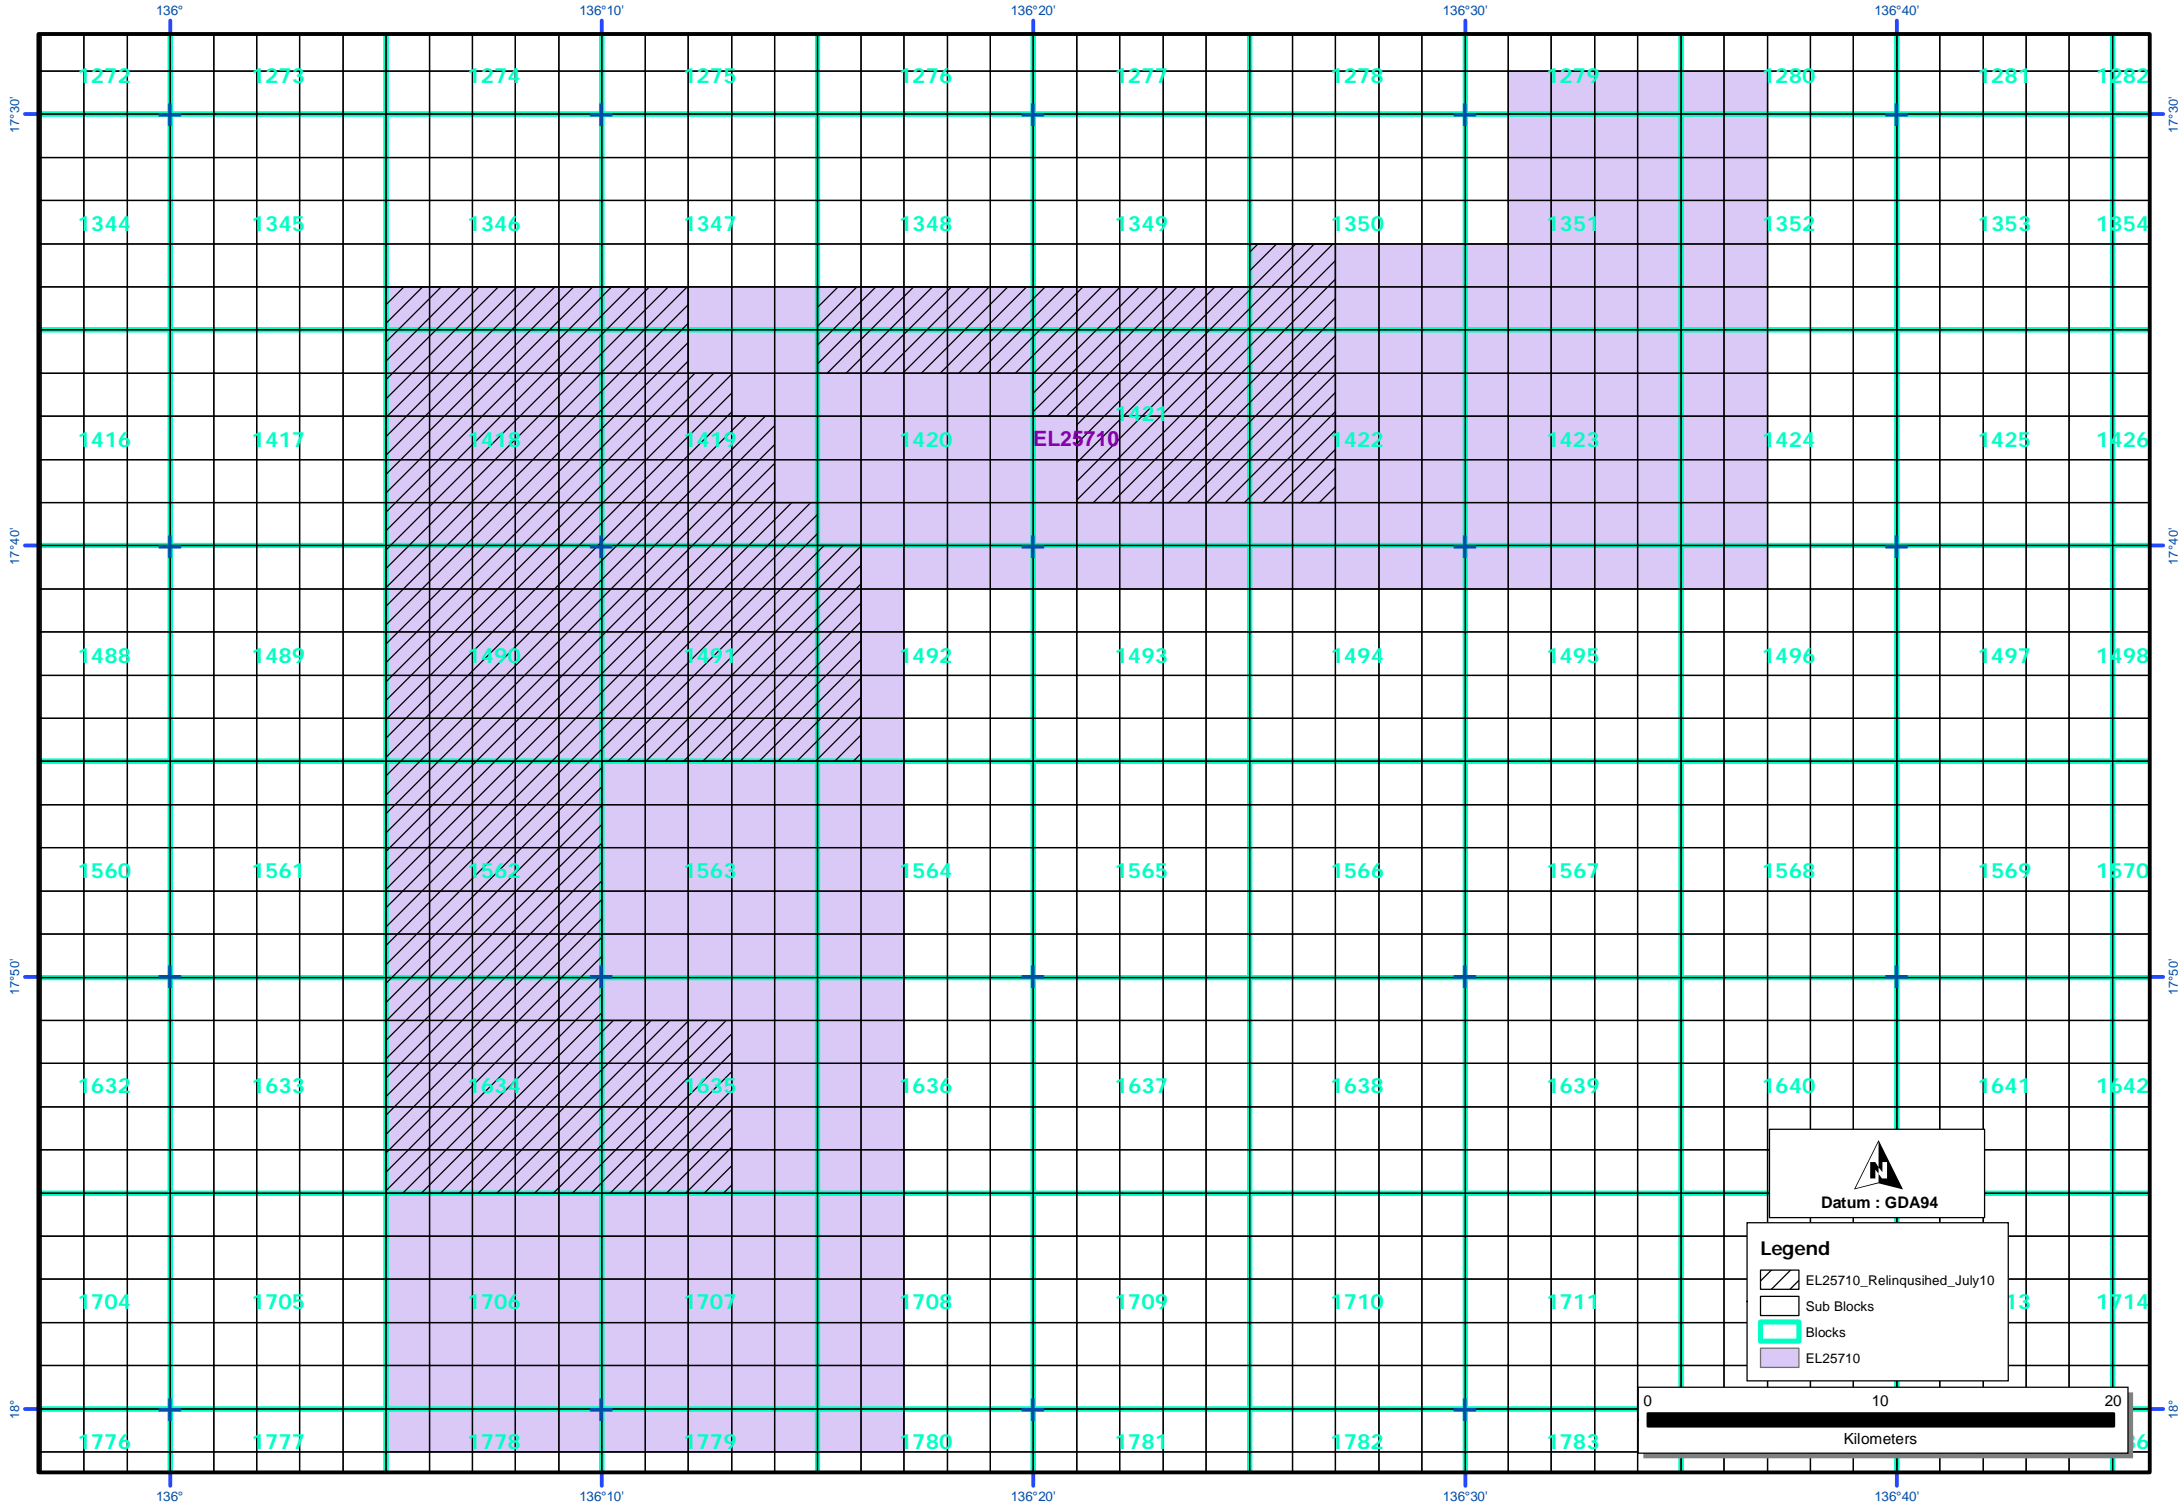 136° 136°10' 136°20' 136°30' 136°40'
1272 1273 1274 1275 1276 1277 1278 1279 1280 1281 1282
17°30' 17°30'
1344 1345 1346 1347 1348 1349 1350 1351 1352 1353 1354
1421
1416 1417 1418 1419 1420 EL25710 1422 1423 1424 1425 1426
17°40' 17°40'
1488 1489 1490 1491 1492 1493 1494 1495 1496 1497 1498
1560 1561 1562 1563 1564 1565 1566 1567 1568 1569 1570
17°50' 17°50'
1632 1633 1634 1635 1636 1637 1638 1639 1640 1641 1642
N
Datum : GDA94
Legend
EL25710_Relinqusihed_July10
Sub Blocks
Blocks
EL25710
1704 1705 1706 1707 1708 1709 1710 1711 13 1714
18° 18°
0 10 20
Kilometers
1776 1777 1778 1779 1780 1781 1782 1783 86
136° 136°10' 136°20' 136°30' 136°40'